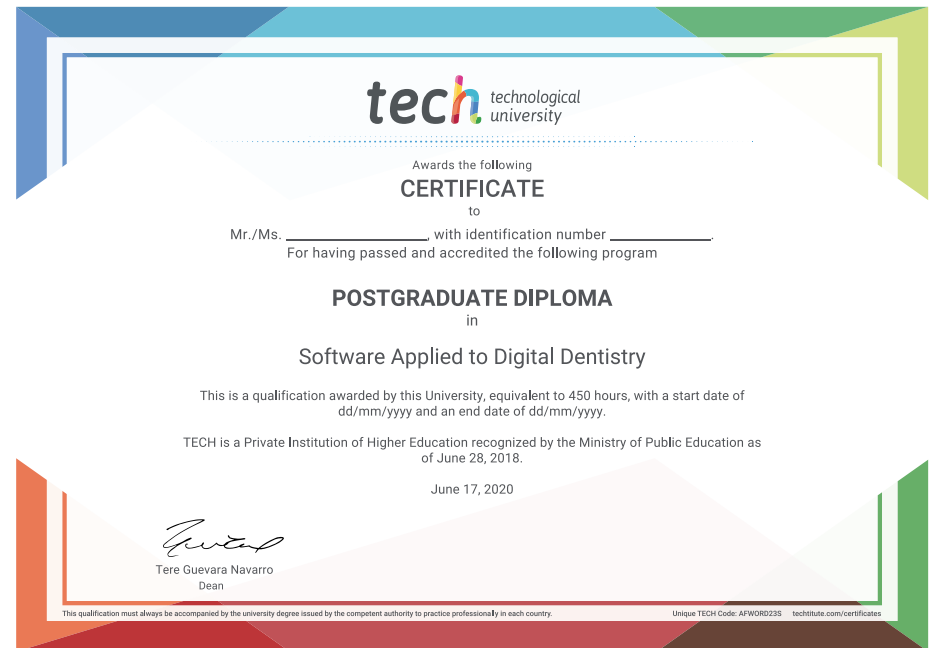 tech technological
university
Awards the following
CERTIFICATE
to
Mr./Ms. ____________________, with identification number ______________.
For having passed and accredited the following program
POSTGRADUATE DIPLOMA
in
Software Applied to Digital Dentistry
This is a qualification awarded by this University, equivalent to 450 hours, with a start date of
dd/mm/yyyy and an end date of dd/mm/yyyy.
TECH is a Private Institution of Higher Education recognized by the Ministry of Public Education as
of June 28, 2018.
June 17, 2020
Tere Guevara Navarro
Dean
This qualification must always be accompanied by the university degree issued by the competent authority to practice professionally in each country. Unique TECH Code: AFWORD23S techtitute.com/certificates